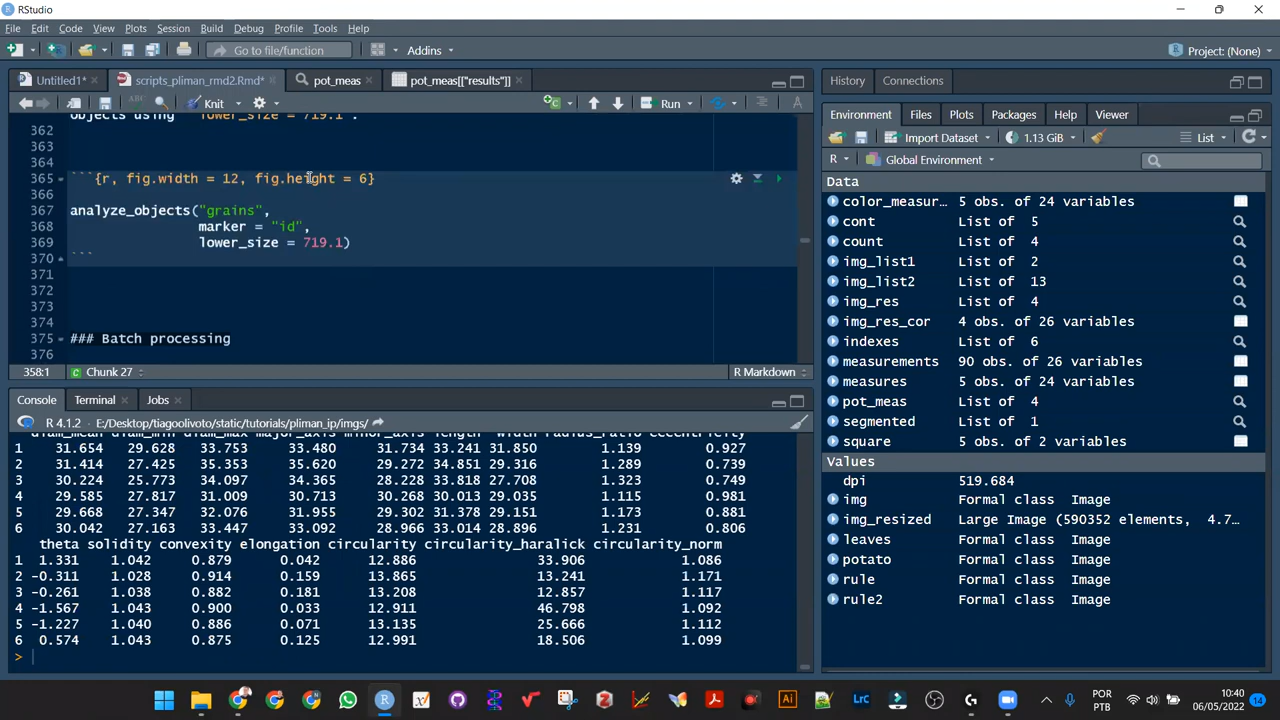 RStudio
File Edit Code View Plots Session Build Debug Profile Tools Help
Go to file/function Addins Project: (None)
Untitled1* scripts_pliman_rmd2.Rmd* pot_meas pot_meas[["results"]]
Knit Run
objects using `lower_size = 719.1`.
362
363
364
365 ```{r, fig.width = 12, fig.height = 6}
366
367 analyze_objects("grains",
368 marker = "id",
369 lower_size = 719.1)
370 ```
371
372
373
374
375 ### Batch processing
376
358:1 Chunk 27 R Markdown
Console Terminal Jobs
R 4.1.2 · E:/Desktop/tiagoolivoto/static/tutorials/pliman_ip/imgs/
diam_mean diam_min diam_max major_axis minor_axis length width radius_ratio eccentricity
1 31.654 29.628 33.753 33.480 31.734 33.241 31.850 1.139 0.927
2 31.414 27.425 35.353 35.620 29.272 34.851 29.316 1.289 0.739
3 30.224 25.773 34.097 34.365 28.228 33.818 27.708 1.323 0.749
4 29.585 27.817 31.009 30.713 30.268 30.013 29.035 1.115 0.981
5 29.668 27.347 32.076 31.955 29.302 31.378 29.151 1.173 0.881
6 30.042 27.163 33.447 33.092 28.966 33.014 28.896 1.231 0.806
theta solidity convexity elongation circularity circularity_haralick circularity_norm
1 1.331 1.042 0.879 0.042 12.886 33.906 1.086
2 -0.311 1.028 0.914 0.159 13.865 13.241 1.171
3 -0.261 1.038 0.882 0.181 13.208 12.857 1.117
4 -1.567 1.043 0.900 0.033 12.911 46.798 1.092
5 -1.227 1.040 0.886 0.071 13.135 25.666 1.112
6 0.574 1.043 0.875 0.125 12.991 18.506 1.099
>
History Connections
Environment Files Plots Packages Help Viewer
Import Dataset 1.13 GiB List
R Global Environment
Data
color_measur… 5 obs. of 24 variables
cont List of 5
count List of 4
img_list1 List of 2
img_list2 List of 13
img_res List of 4
img_res_cor 4 obs. of 26 variables
indexes List of 6
measurements 90 obs. of 26 variables
measures 5 obs. of 24 variables
pot_meas List of 4
segmented List of 1
square 5 obs. of 2 variables
Values
dpi 519.684
img Formal class Image
img_resized Large Image (590352 elements, 4.7…
leaves Formal class Image
potato Formal class Image
rule Formal class Image
rule2 Formal class Image
R Ai Lrc POR 10:40
PTB 06/05/2022